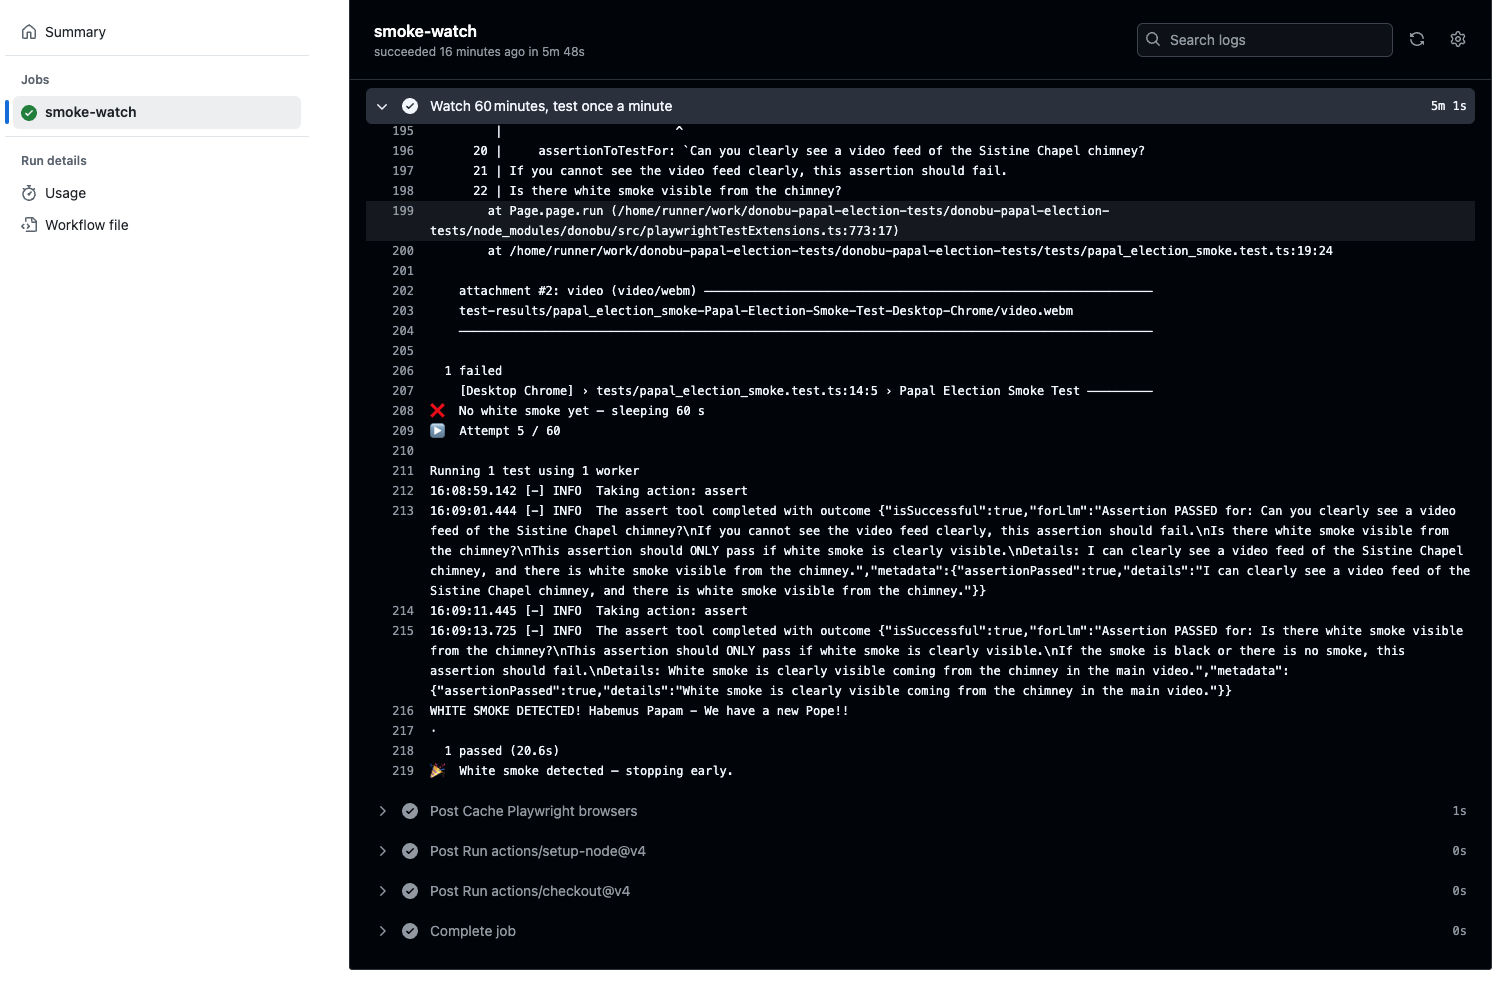 Summary
Jobs
smoke-watch
Run details
Usage
Workflow file
smoke-watch
succeeded 16 minutes ago in 5m 48s
Search logs
Watch 60 minutes, test once a minute
5m 1s
195 | ^
196 20 | assertionToTestFor: `Can you clearly see a video feed of the Sistine Chapel chimney?
197 21 | If you cannot see the video feed clearly, this assertion should fail.
198 22 | Is there white smoke visible from the chimney?
199 at Page.page.run (/home/runner/work/donobu-papal-election-tests/donobu-papal-election-
tests/node_modules/donobu/src/playwrightTestExtensions.ts:773:17)
200 at /home/runner/work/donobu-papal-election-tests/donobu-papal-election-tests/tests/papal_election_smoke.test.ts:19:24
201
202 attachment #2: video (video/webm) ────────────────────────────────────────
203 test-results/papal_election_smoke-Papal-Election-Smoke-Test-Desktop-Chrome/video.webm
204 ────────────────────────────────────────
205
206 1 failed
207 [Desktop Chrome] › tests/papal_election_smoke.test.ts:14:5 › Papal Election Smoke Test ─────────
208 ❌ No white smoke yet – sleeping 60 s
209 ▶️ Attempt 5 / 60
210
211 Running 1 test using 1 worker
212 16:08:59.142 [-] INFO Taking action: assert
213 16:09:01.444 [-] INFO The assert tool completed with outcome {"isSuccessful":true,"forLlm":"Assertion PASSED for: Can you clearly see a video
feed of the Sistine Chapel chimney?\nIf you cannot see the video feed clearly, this assertion should fail.\nIs there white smoke visible from
the chimney?\nThis assertion should ONLY pass if white smoke is clearly visible.\nDetails: I can clearly see a video feed of the Sistine Chapel
chimney, and there is white smoke visible from the chimney.","metadata":{"assertionPassed":true,"details":"I can clearly see a video feed of the
Sistine Chapel chimney, and there is white smoke visible from the chimney."}}
214 16:09:11.445 [-] INFO Taking action: assert
215 16:09:13.725 [-] INFO The assert tool completed with outcome {"isSuccessful":true,"forLlm":"Assertion PASSED for: Is there white smoke visible
from the chimney?\nThis assertion should ONLY pass if white smoke is clearly visible.\nIf the smoke is black or there is no smoke, this
assertion should fail.\nDetails: White smoke is clearly visible coming from the chimney in the main video.","metadata":
{"assertionPassed":true,"details":"White smoke is clearly visible coming from the chimney in the main video."}}
216 WHITE SMOKE DETECTED! Habemus Papam - We have a new Pope!!
217 ·
218 1 passed (20.6s)
219 🎉 White smoke detected – stopping early.
Post Cache Playwright browsers
1s
Post Run actions/setup-node@v4
0s
Post Run actions/checkout@v4
0s
Complete job
0s